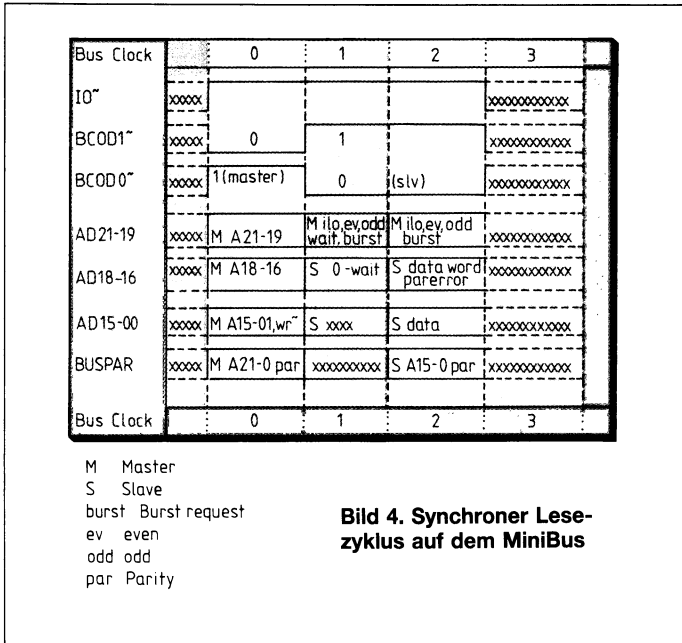 Bus Clock 0 1 2 3
IO~ xxxxx xxxxxxxxxxxx
BCOD1~ xxxxx 0 1 xxxxxxxxxxxx
BCOD0~ xxxxx 1(master) 0 (slv) xxxxxxxxxxxx
AD21-19 xxxxx M A21-19 M ilo,ev,odd wait,burst M ilo,ev,odd burst xxxxxxxxxxxx
AD18-16 xxxxx M A18-16 S 0-wait S data word parerror xxxxxxxxxxxx
AD15-00 xxxxx M A15-01,wr~ S xxxx S data xxxxxxxxxxxx
BUSPAR xxxxx M A21-0 par xxxxxxxxxx S A15-0 par xxxxxxxxxxxx
Bus Clock 0 1 2 3
M Master
S Slave
burst Burst request
ev even
odd odd
par Parity
Bild 4. Synchroner Lese-
zyklus auf dem MiniBus